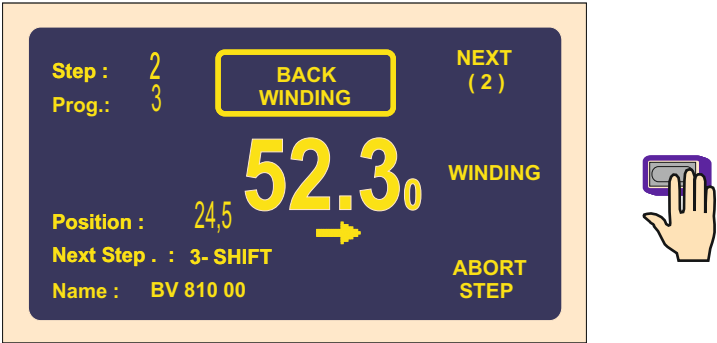 Step : 2
Prog.: 3
BACK
WINDING
NEXT
( 2 )
52.30
WINDING
Position : 24,5
Next Step . : 3- SHIFT
Name : BV 810 00
ABORT
STEP